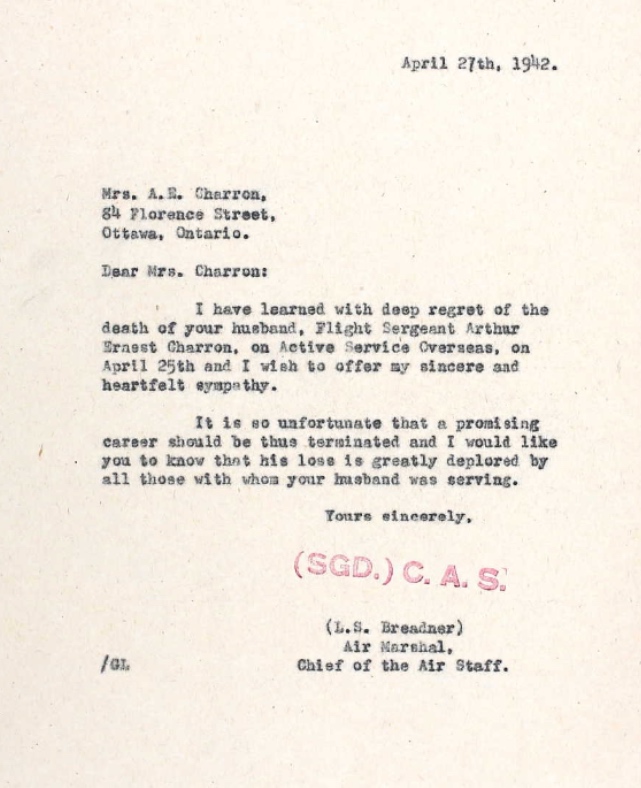 April 27th, 1942.
Mrs. A.E. Charron,
84 Florence Street,
Ottawa, Ontario.
Dear Mrs. Charron:
I have learned with deep regret of the
death of your husband, Flight Sergeant Arthur
Ernest Charron, on Active Service Overseas, on
April 25th and I wish to offer my sincere and
heartfelt sympathy.
It is so unfortunate that a promising
career should be thus terminated and I would like
you to know that his loss is greatly deplored by
all those with whom your husband was serving.
Yours sincerely,
(SGD.) C. A. S.
(L.S. Breadner)
Air Marshal,
/GL Chief of the Air Staff.